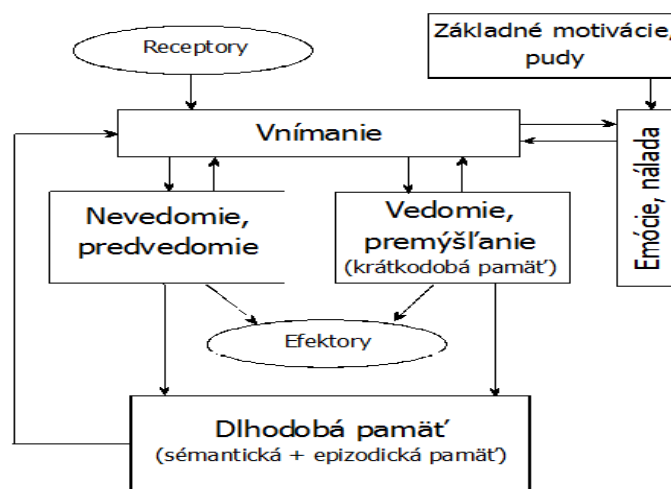 Receptory
Základné motivácie,
pudy
Vnímanie
Emócie, nálada
Nevedomie,
predvedomie
Vedomie,
premýšľanie
(krátkodobá pamäť)
Efektory
Dlhodobá pamäť
(sémantická + epizodická pamäť)